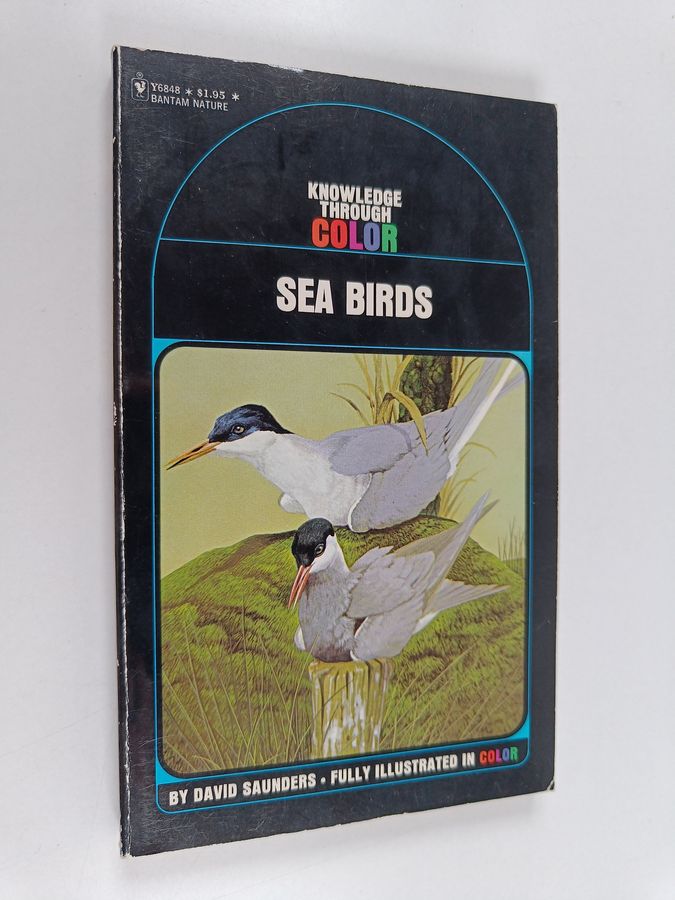 ® Y6848 * $1.95 *
BANTAM NATURE
KNOWLEDGE
THROUGH
COLOR
SEA BIRDS
BY DAVID SAUNDERS • FULLY ILLUSTRATED IN COLOR